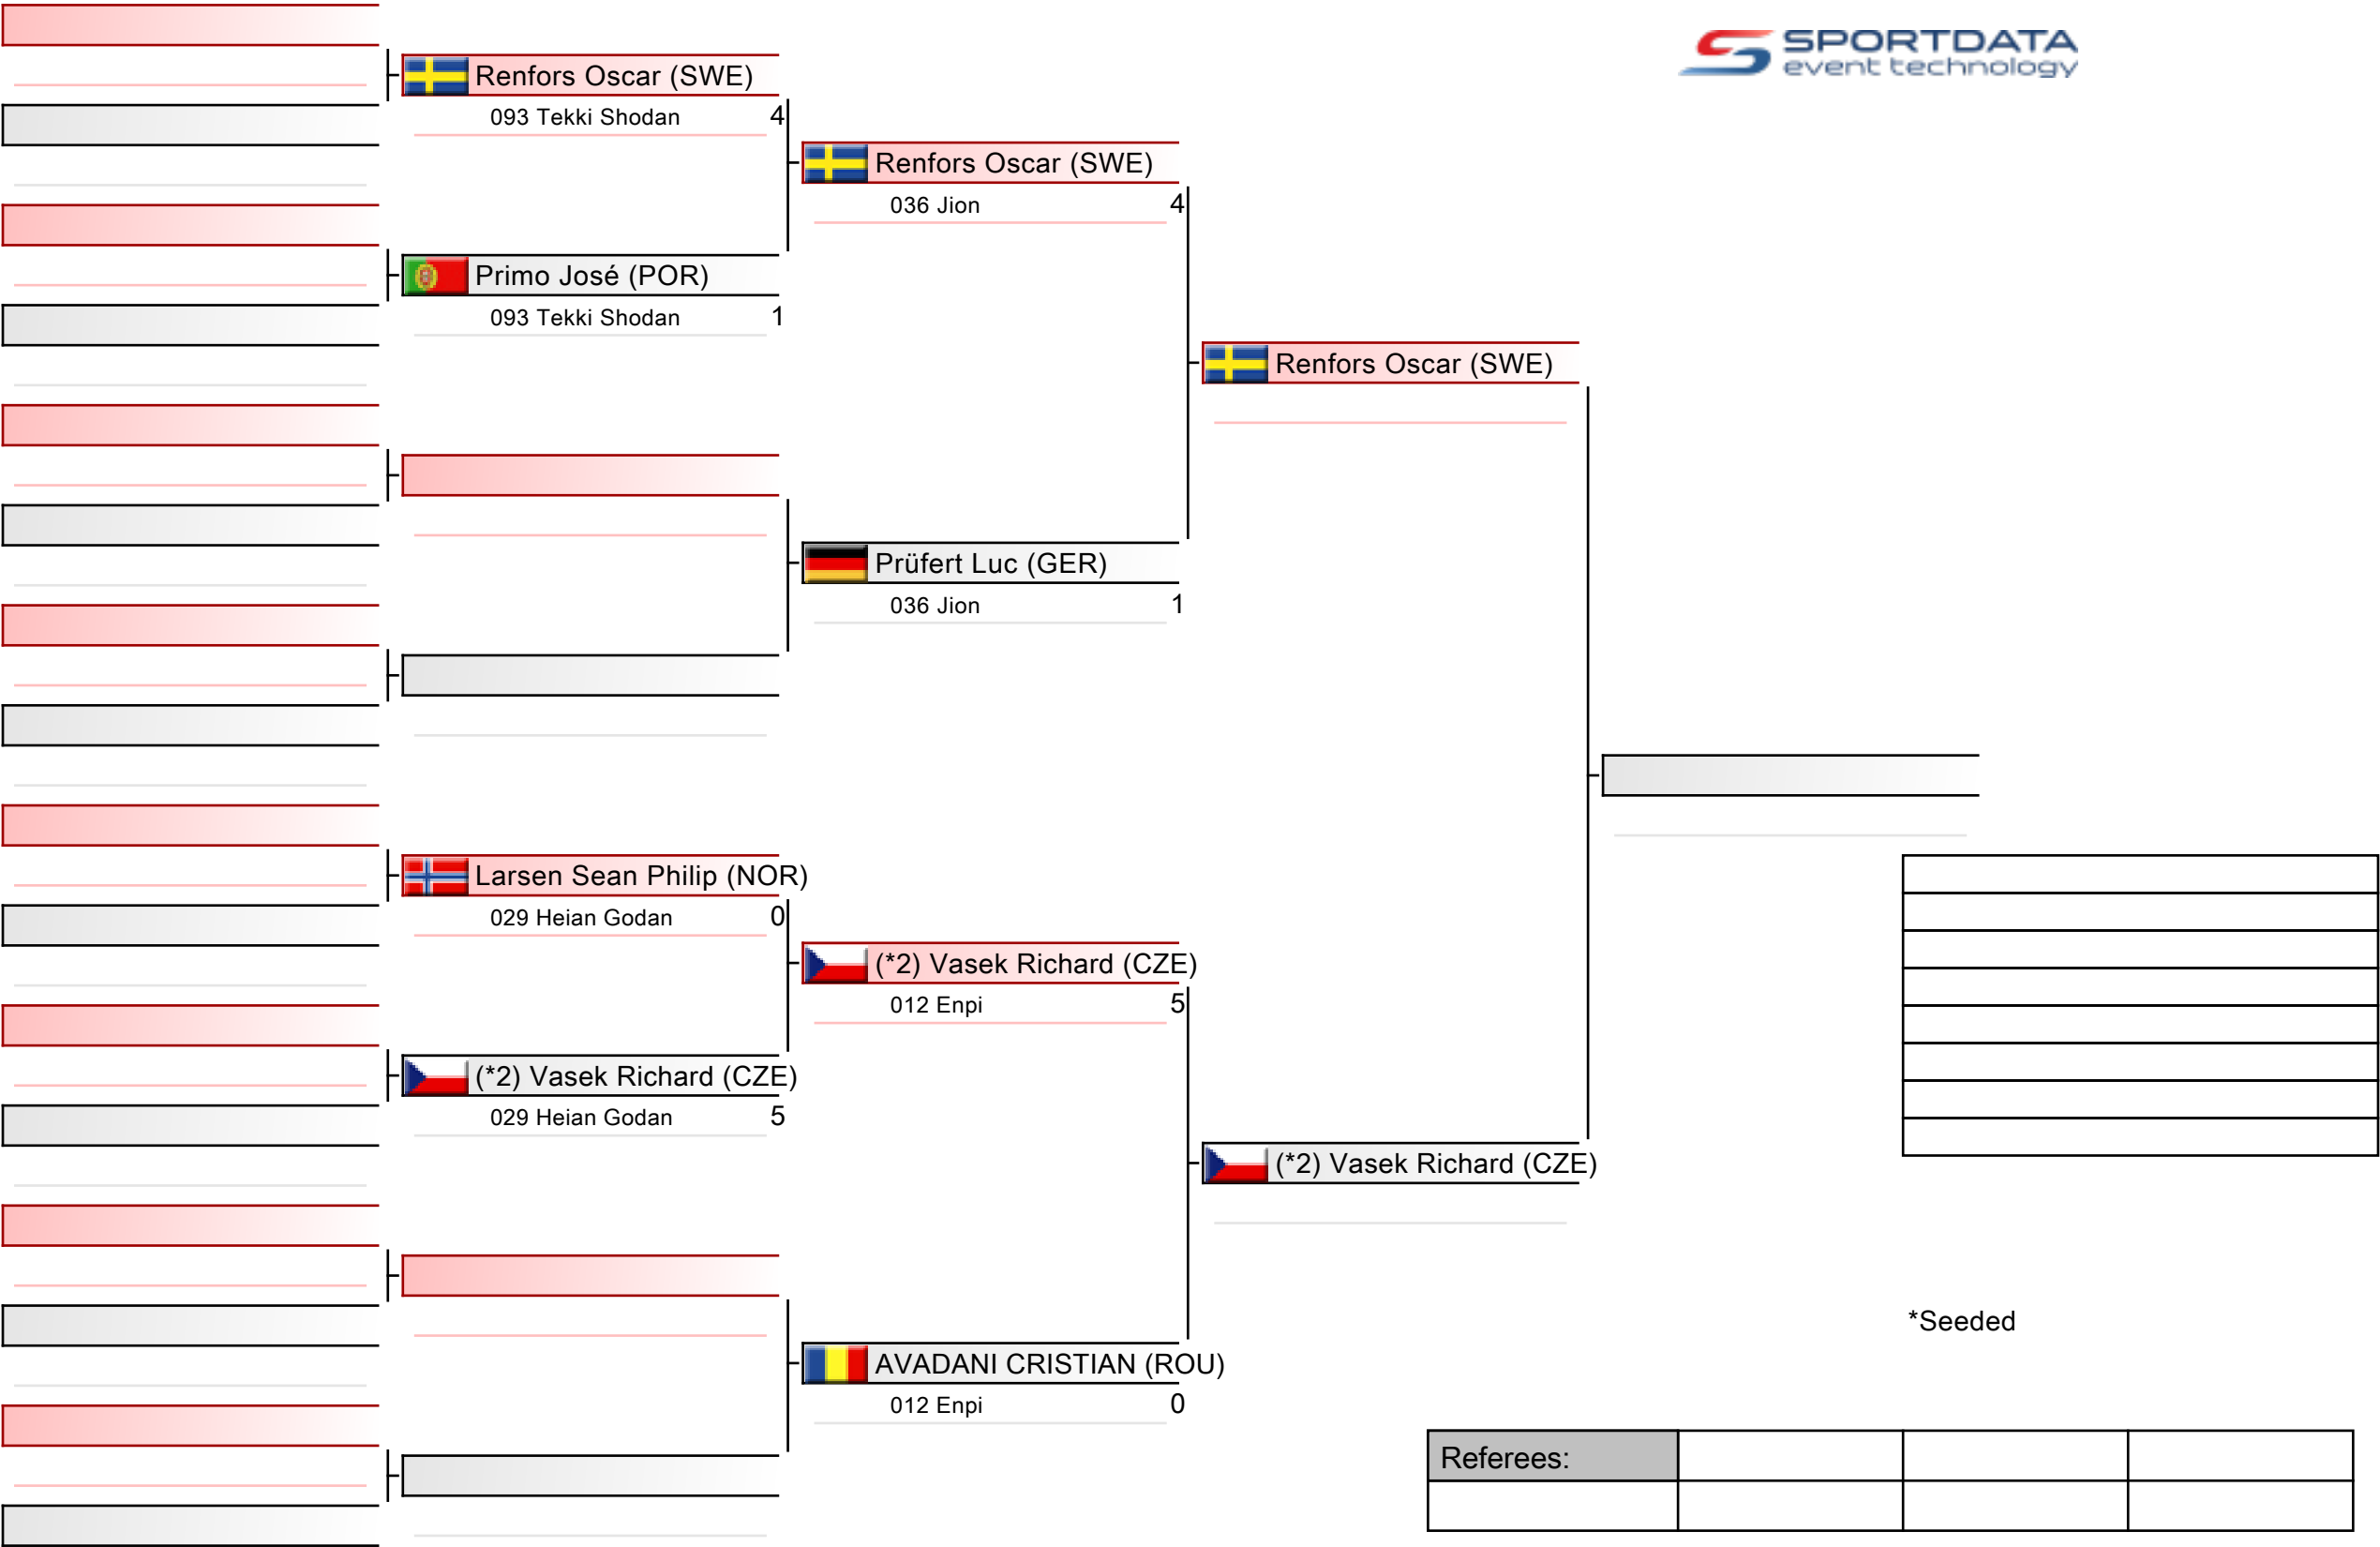 SPORTDATA
event technology
Renfors Oscar (SWE)
093 Tekki Shodan 4
Renfors Oscar (SWE)
036 Jion 4
Primo José (POR)
093 Tekki Shodan 1
Renfors Oscar (SWE)
Prüfert Luc (GER)
036 Jion 1
Larsen Sean Philip (NOR)
029 Heian Godan 0
(*2) Vasek Richard (CZE)
012 Enpi 5
(*2) Vasek Richard (CZE)
029 Heian Godan 5
(*2) Vasek Richard (CZE)
*Seeded
AVADANI CRISTIAN (ROU)
012 Enpi 0
Referees: